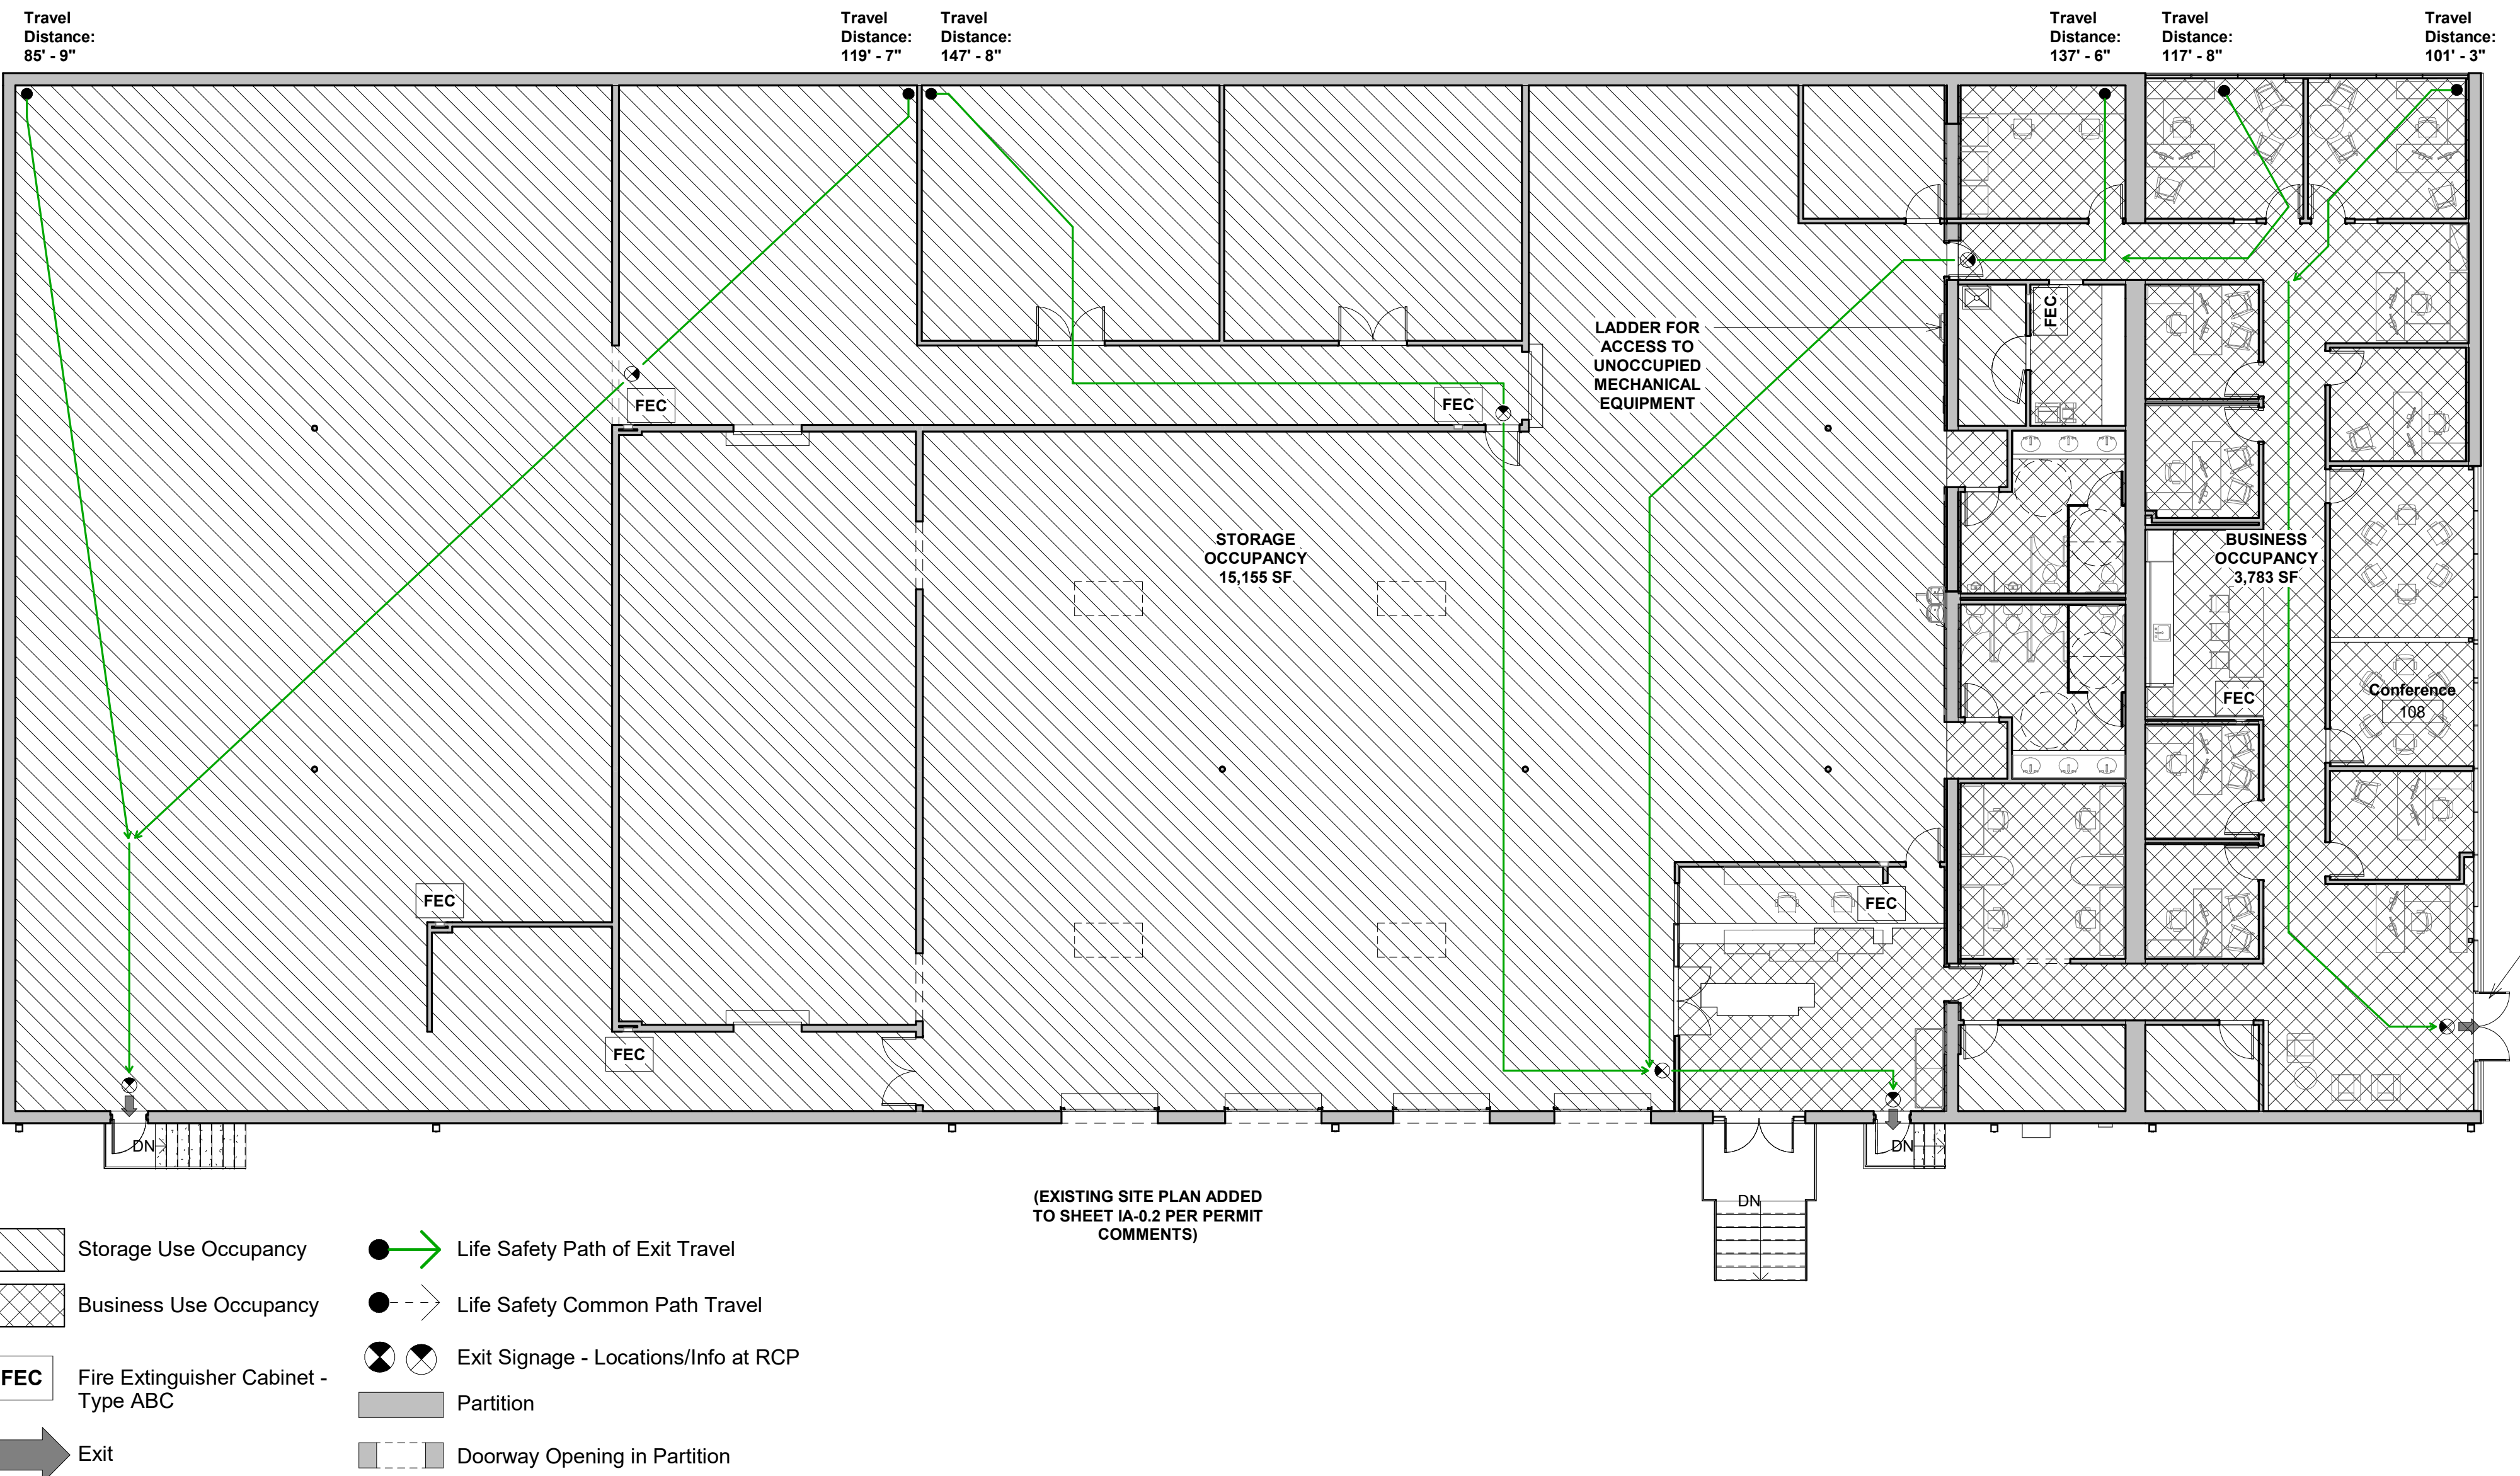 Travel
Distance:
85' - 9"
Travel
Distance:
119' - 7"
Travel
Distance:
147' - 8"
Travel
Distance:
137' - 6"
Travel
Distance:
117' - 8"
Travel
Distance:
101' - 3"
FEC
LADDER FOR
ACCESS TO
UNOCCUPIED
MECHANICAL
EQUIPMENT
FEC
FEC
STORAGE
OCCUPANCY
15,155 SF
BUSINESS
OCCUPANCY
3,783 SF
FEC
Conference
108
FEC
FEC
FEC
DN
DN
DN
(EXISTING SITE PLAN ADDED
TO SHEET IA-0.2 PER PERMIT
COMMENTS)
Storage Use Occupancy
Business Use Occupancy
FEC
Fire Extinguisher Cabinet -
Type ABC
Exit
Life Safety Path of Exit Travel
Life Safety Common Path Travel
Exit Signage - Locations/Info at RCP
Partition
Doorway Opening in Partition